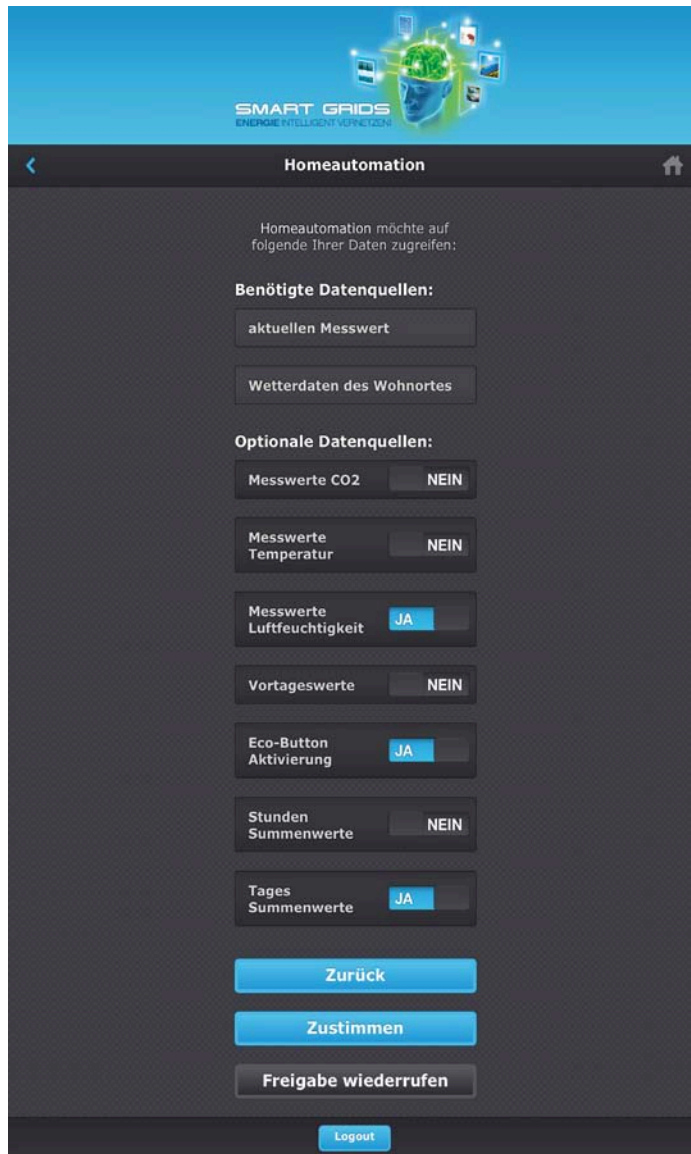 SMART GRIDS
ENERGIE INTELLIGENT VERNETZEN!
Homeautomation
Homeautomation möchte auf
folgende Ihrer Daten zugreifen:
Benötigte Datenquellen:
aktuellen Messwert
Wetterdaten des Wohnortes
Optionale Datenquellen:
Messwerte CO2 NEIN
Messwerte
Temperatur
NEIN
Messwerte
Luftfeuchtigkeit
JA
Vortageswerte NEIN
Eco-Button
Aktivierung
JA
Stunden
Summenwerte
NEIN
Tages
Summenwerte
JA
Zurück
Zustimmen
Freigabe wiederrufen
Logout